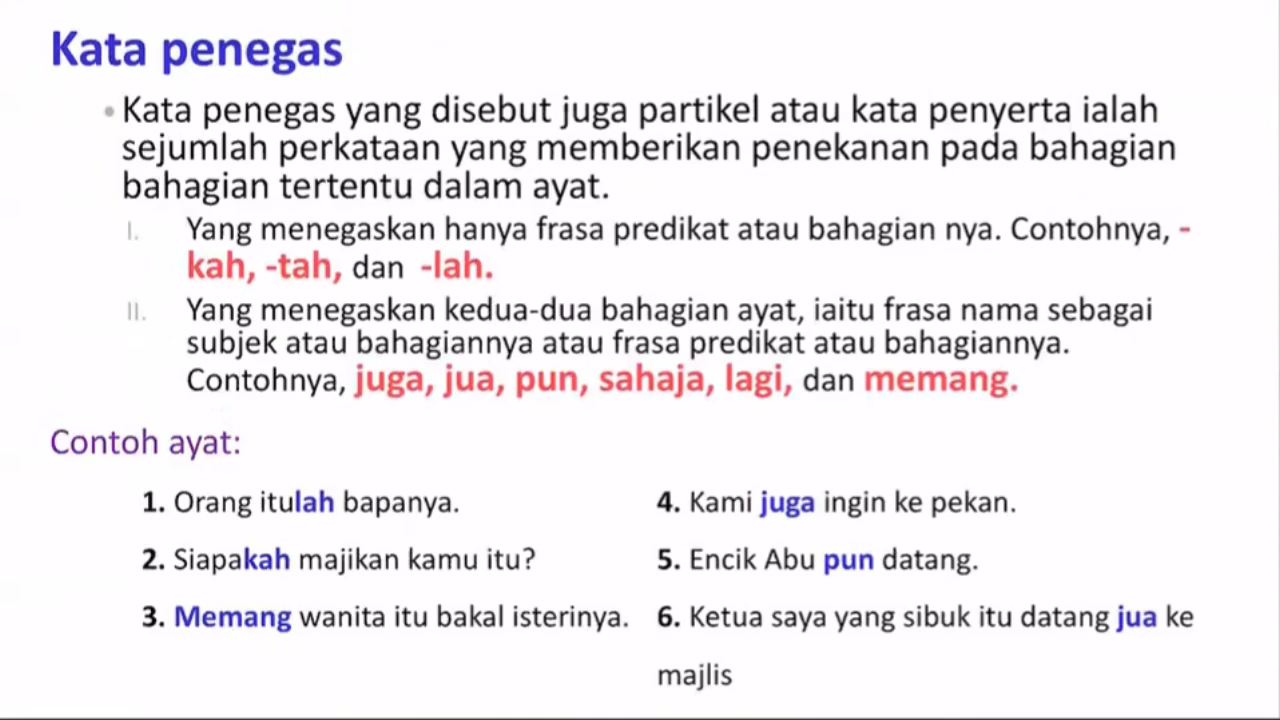 Kata penegas
• Kata penegas yang disebut juga partikel atau kata penyerta ialah
sejumlah perkataan yang memberikan penekanan pada bahagian
bahagian tertentu dalam ayat.
I. Yang menegaskan hanya frasa predikat atau bahagian nya. Contohnya, -
kah, -tah, dan -lah.
II. Yang menegaskan kedua-dua bahagian ayat, iaitu frasa nama sebagai
subjek atau bahagiannya atau frasa predikat atau bahagiannya.
Contohnya, juga, jua, pun, sahaja, lagi, dan memang.
Contoh ayat:
1. Orang itulah bapanya.
2. Siapakah majikan kamu itu?
3. Memang wanita itu bakal isterinya.
4. Kami juga ingin ke pekan.
5. Encik Abu pun datang.
6. Ketua saya yang sibuk itu datang jua ke
majlis